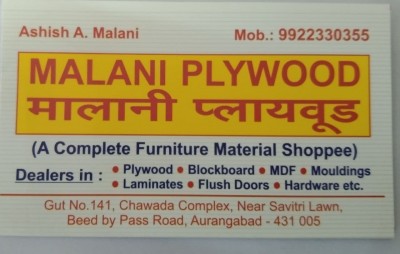 Ashish A. Malani Mob.: 9922330355
MALANI PLYWOOD
मालानी प्लायवूड
(A Complete Furniture Material Shoppee)
Dealers in : • Plywood • Blockboard • MDF • Mouldings
• Laminates • Flush Doors • Hardware etc.
Gut No.141, Chawada Complex, Near Savitri Lawn,
Beed by Pass Road, Aurangabad - 431 005